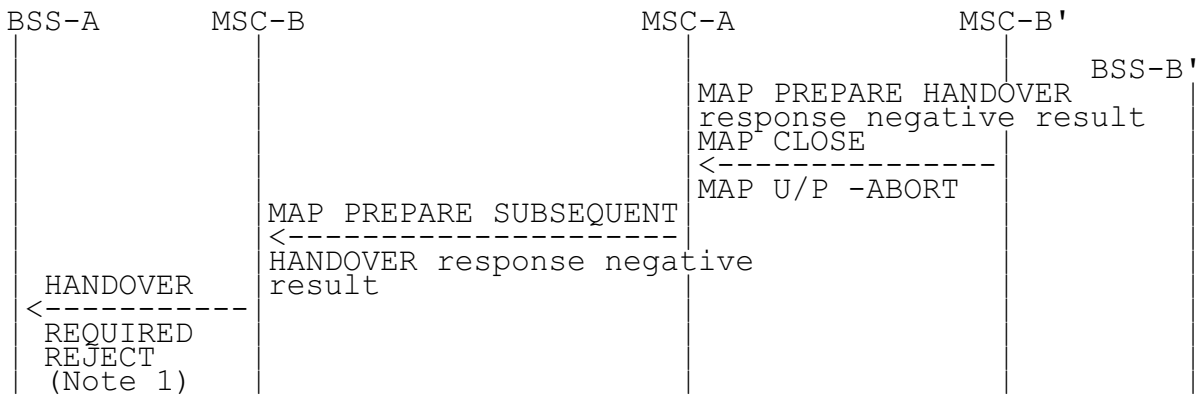 BSS-A MSC-B MSC-A MSC-B'
BSS-B'
MAP PREPARE HANDOVER
response negative result
MAP CLOSE
MAP U/P -ABORT
MAP PREPARE SUBSEQUENT
HANDOVER response negative
result
HANDOVER
REQUIRED
REJECT
(Note 1)